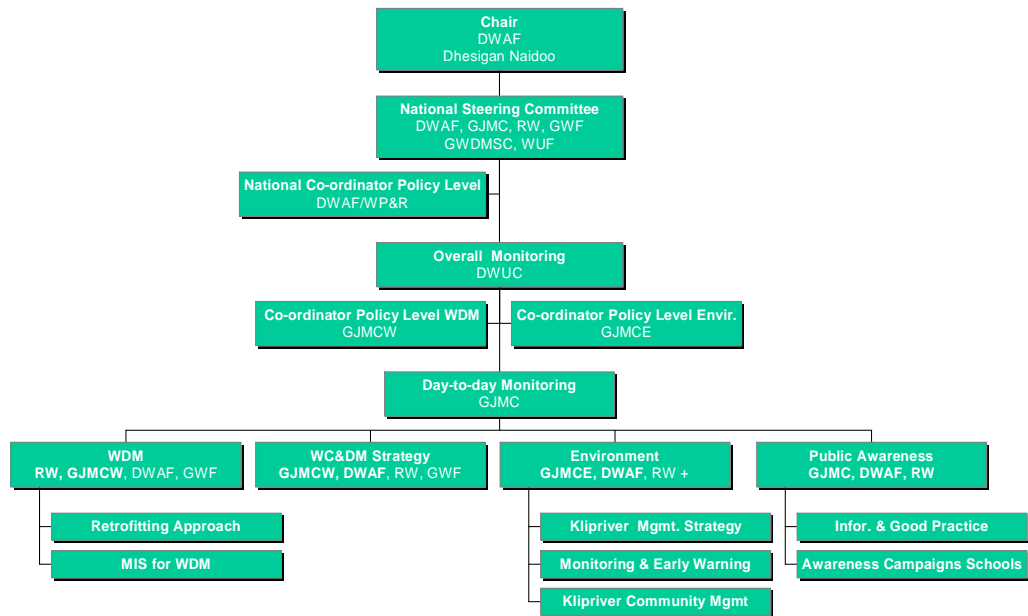 Chair
DWAF
Dhesigan Naidoo
National Steering Committee
DWAF, GJMC, RW, GWF
GWDMSC, WUF
National Co-ordinator Policy Level
DWAF/WP&R
Overall Monitoring
DWUC
Co-ordinator Policy Level WDM
GJMCW
Co-ordinator Policy Level Envir.
GJMCE
Day-to-day Monitoring
GJMC
WDM
RW, GJMCW, DWAF, GWF
Retrofitting Approach
MIS for WDM
WC&DM Strategy
GJMCW, DWAF, RW, GWF
Environment
GJMCE, DWAF, RW +
Klipriver Mgmt. Strategy
Monitoring & Early Warning
Klipriver Community Mgmt
Public Awareness
GJMC, DWAF, RW
Infor. & Good Practice
Awareness Campaigns Schools